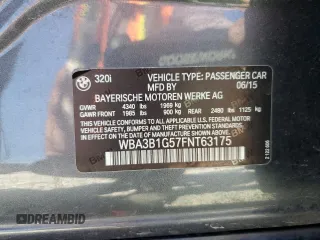 320i VEHICLE TYPE: PASSENGER CAR
MFD BY 06/15
BAYERISCHE MOTOREN WERKE AG
GVWR 4340 lbs 1969 kg
GAWR FRONT 1985 lbs 900 kg REAR 2480 lbs 1125 kg
THIS VEHICLE CONFORMS TO ALL APPLICABLE FEDERAL MOTOR VEHICLE
SAFETY, BUMPER, AND THEFT PREVENTION STANDARDS IN
EFFECT ON THE DATE OF MANUFACTURE SHOWN ABOVE.
WBA3B1G57FNT63175
AUTOBIDMASTER